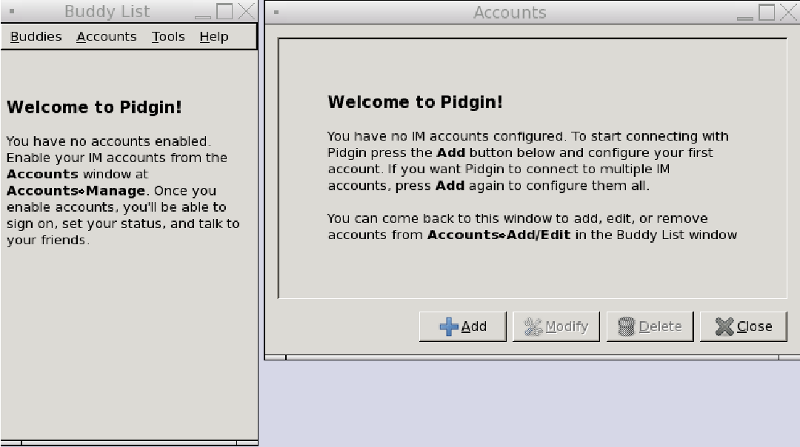 Buddy List
Buddies Accounts Tools Help
Welcome to Pidgin!
You have no accounts enabled.
Enable your IM accounts from the
Accounts window at
Accounts⇨Manage. Once you
enable accounts, you'll be able to
sign on, set your status, and talk to
your friends.
Accounts
Welcome to Pidgin!
You have no IM accounts configured. To start connecting with
Pidgin press the Add button below and configure your first
account. If you want Pidgin to connect to multiple IM
accounts, press Add again to configure them all.
You can come back to this window to add, edit, or remove
accounts from Accounts⇨Add/Edit in the Buddy List window
Add Modify Delete Close